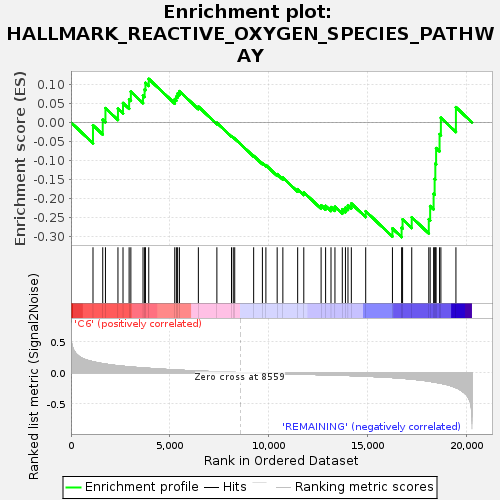 Enrichment plot:
HALLMARK_REACTIVE_OXYGEN_SPECIES_PATHW
AY
Enrichment score (ES)
0.10
0.05
0.00
-0.05
-0.10
-0.15
-0.20
-0.25
-0.30
'C6' (positively correlated)
Ranked list metric (Signal2Noise)
0.5
0.0
-0.5
Zero cross at 8559
'REMAINING' (negatively correlated)
0
5,000
10,000
15,000
20,000
Rank in Ordered Dataset
Enrichment profile
Hits
Ranking metric scores